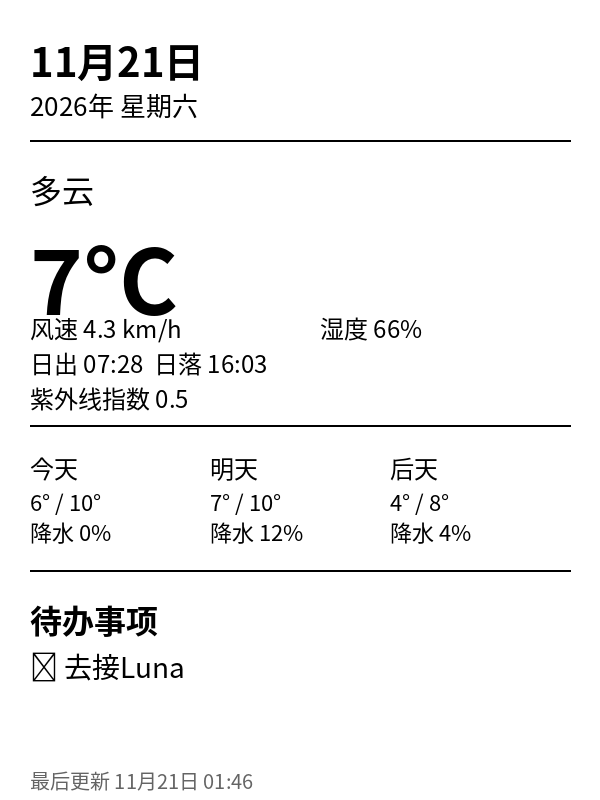 11月21日
2026年 星期六
多云
7°C
风速 4.3 km/h 湿度 66%
日出 07:28 日落 16:03
紫外线指数 0.5
今天 明天 后天
6° / 10° 7° / 10° 4° / 8°
降水 0% 降水 12% 降水 4%
待办事项
去接Luna
最后更新 11月21日 01:46